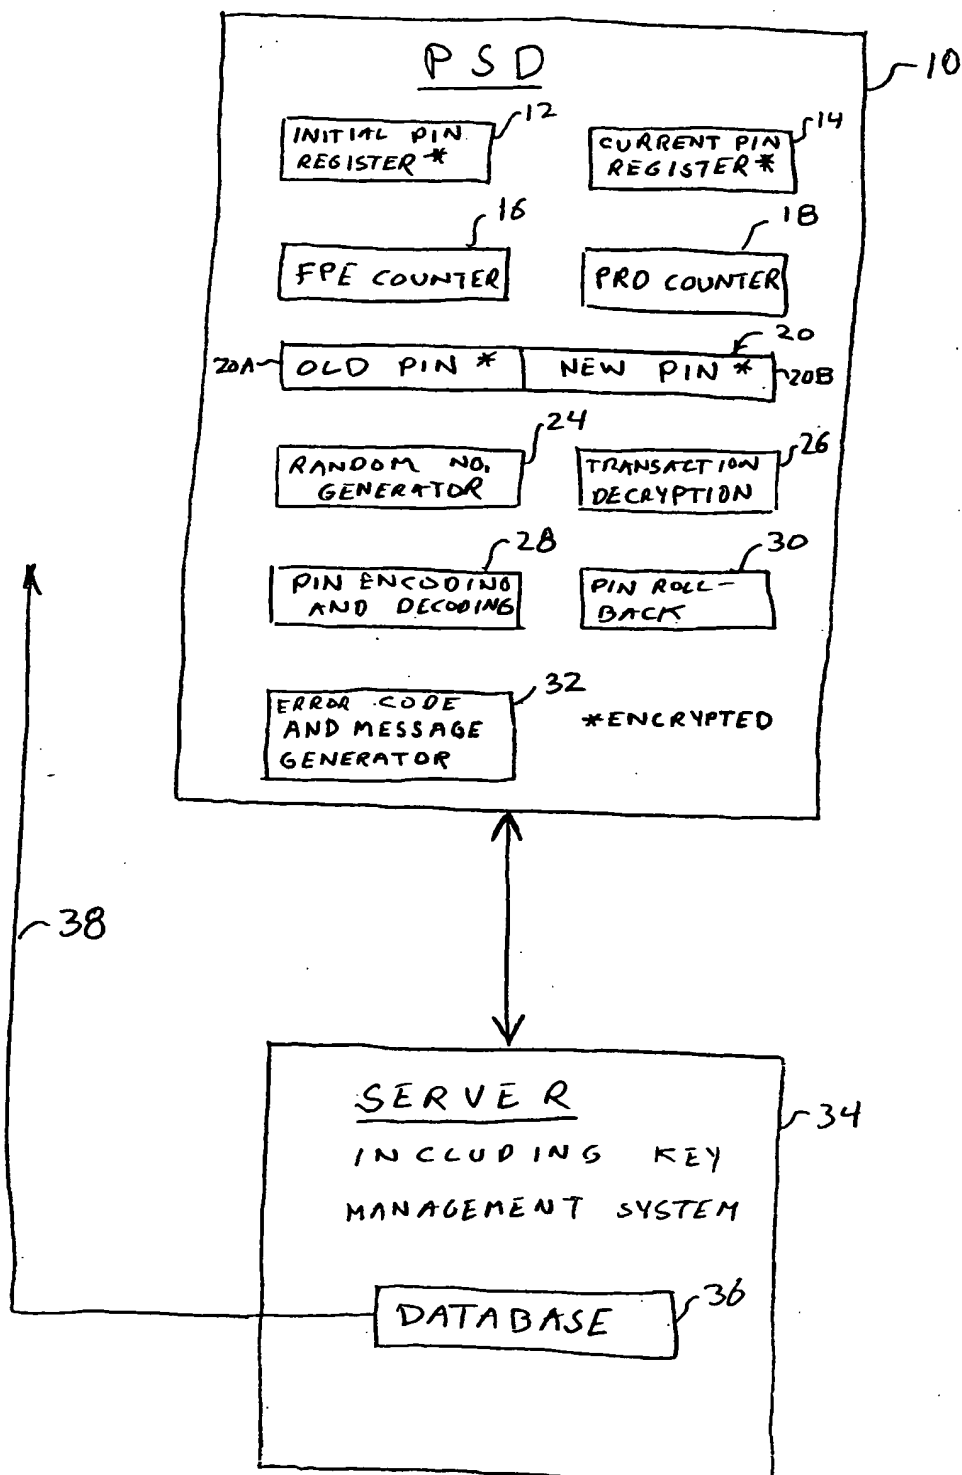 PSD
10
12
14
INITIAL PIN
REGISTER*
CURRENT PIN
REGISTER*
16
18
FPE COUNTER
PRD COUNTER
20
20A
OLD PIN *
NEW PIN *
20B
24
26
RANDOM NO.
GENERATOR
TRANSACTION
DECRYPTION
28
30
PIN ENCODING
AND DECODING
PIN ROLL-
BACK
32
ERROR CODE
AND MESSAGE
GENERATOR
*ENCRYPTED
38
SERVER
34
INCLUDING KEY
MANAGEMENT SYSTEM
DATABASE
36